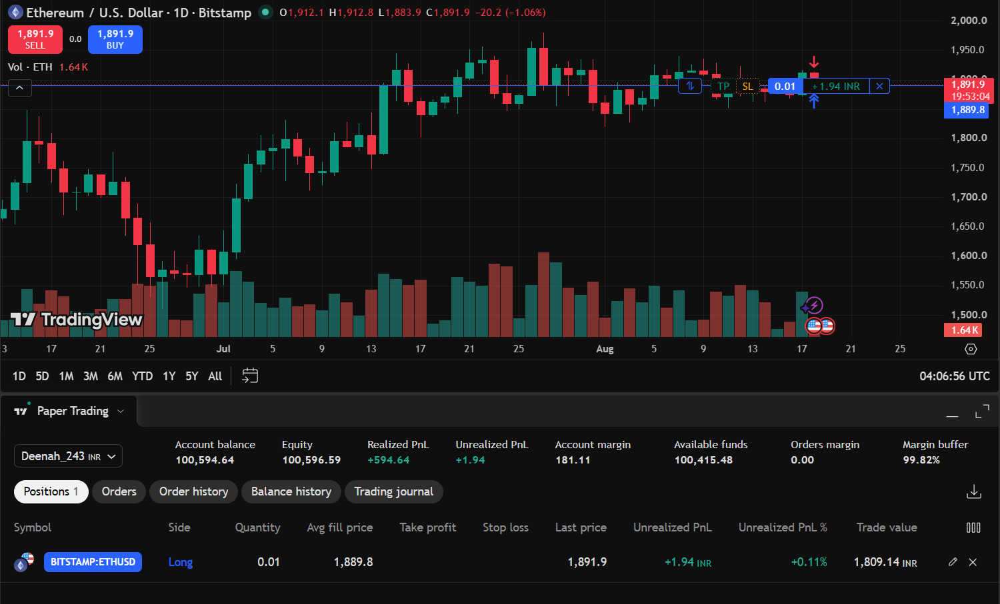 Ethereum / U.S. Dollar · 1D · Bitstamp O1,912.1 H1,912.8 L1,883.9 C1,891.9 −20.2 (−1.06%)
1,891.9 SELL
0.0
1,891.9 BUY
Vol · ETH 1.64K
2,000.0
1,950.0
TP SL 0.01 +1.94 INR
1,891.9
19:53:04
1,889.8
1,800.0
1,750.0
1,700.0
1,650.0
1,600.0
1,550.0
1,500.0
1.64K
TradingView
3 17 21 25 Jul 5 9 13 17 21 25 Aug 5 9 13 17 21 25
1D 5D 1M 3M 6M YTD 1Y 5Y All 04:06:56 UTC
Paper Trading
Deenah_243 INR
Account balance Equity Realized PnL Unrealized PnL Account margin Available funds Orders margin Margin buffer
100,594.64 100,596.59 +594.64 +1.94 181.11 100,415.48 0.00 99.82%
Positions 1 Orders Order history Balance history Trading journal
Symbol Side Quantity Avg fill price Take profit Stop loss Last price Unrealized PnL Unrealized PnL % Trade value
BITSTAMP:ETHUSD Long 0.01 1,889.8 1,891.9 +1.94 INR +0.11% 1,809.14 INR